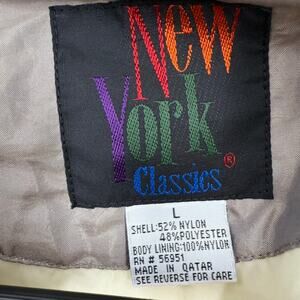 New
York
Classics ®
L
SHELL: 52% NYLON
48% POLYESTER
BODY LINING: 100% NYLON
RN # 56951
MADE IN QATAR
SEE REVERSE FOR CARE